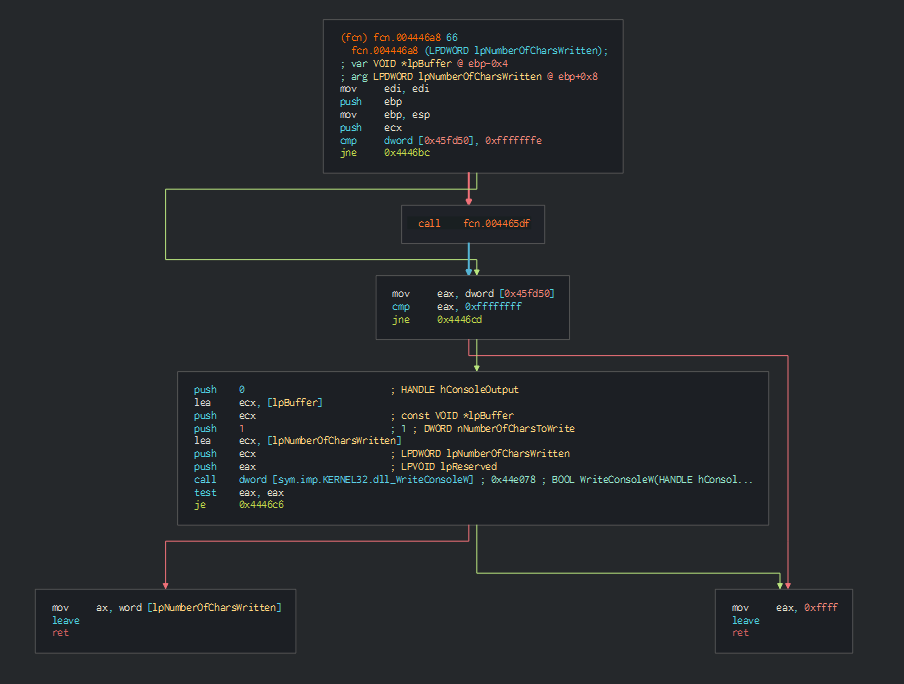 (fcn) fcn.004446a8 66
fcn.004446a8 (LPDWORD lpNumberOfCharsWritten);
; var VOID *lpBuffer @ ebp-0x4
; arg LPDWORD lpNumberOfCharsWritten @ ebp+0x8
mov edi, edi
push ebp
mov ebp, esp
push ecx
cmp dword [0x45fd50], 0xfffffffe
jne 0x4446bc
call fcn.004465df
mov eax, dword [0x45fd50]
cmp eax, 0xffffffff
jne 0x4446cd
push 0 ; HANDLE hConsoleOutput
lea ecx, [lpBuffer]
push ecx ; const VOID *lpBuffer
push 1 ; 1 ; DWORD nNumberOfCharsToWrite
lea ecx, [lpNumberOfCharsWritten]
push ecx ; LPDWORD lpNumberOfCharsWritten
push eax ; LPVOID lpReserved
call dword [sym.imp.KERNEL32.dll_WriteConsoleW] ; 0x44e078 ; BOOL WriteConsoleW(HANDLE hConsol...
test eax, eax
je 0x4446c6
mov ax, word [lpNumberOfCharsWritten]
leave
ret
mov eax, 0xffff
leave
ret